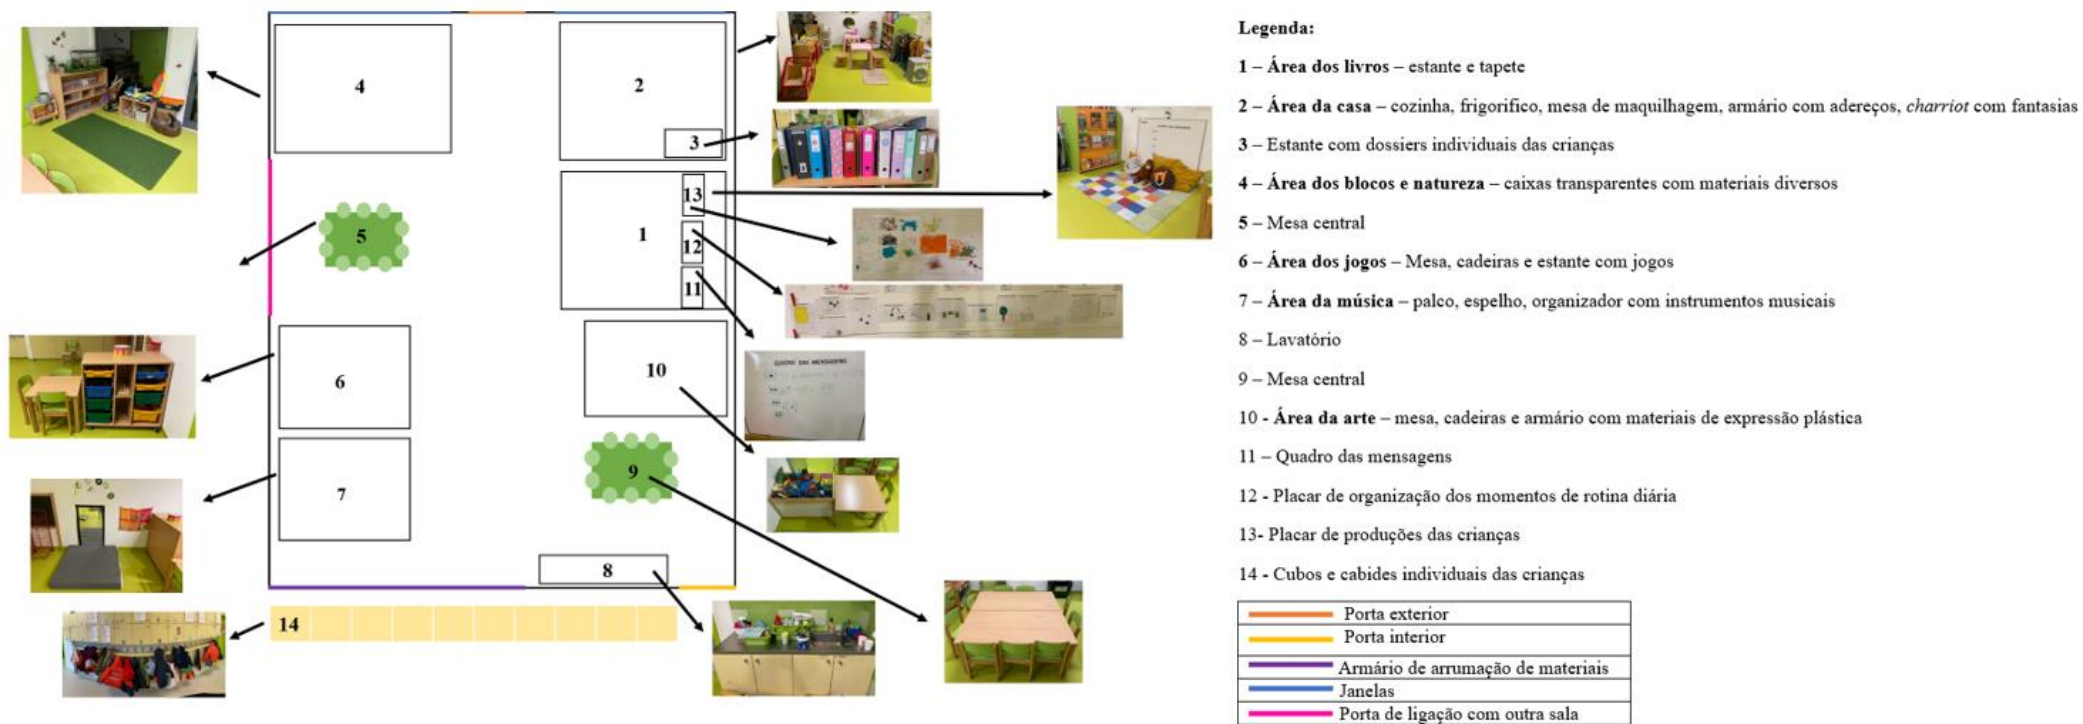 4
2
3
13
5
1
12
11
6
10
7
9
8
14
QUADRO DAS MENSAGENS
Legenda:
1 – Área dos livros – estante e tapete
2 – Área da casa – cozinha, frigorifico, mesa de maquilhagem, armário com adereços, charriot com fantasias
3 – Estante com dossiers individuais das crianças
4 – Área dos blocos e natureza – caixas transparentes com materiais diversos
5 – Mesa central
6 – Área dos jogos – Mesa, cadeiras e estante com jogos
7 – Área da música – palco, espelho, organizador com instrumentos musicais
8 – Lavatório
9 – Mesa central
10 - Área da arte – mesa, cadeiras e armário com materiais de expressão plástica
11 – Quadro das mensagens
12 - Placar de organização dos momentos de rotina diária
13- Placar de produções das crianças
14 - Cubos e cabides individuais das crianças
Porta exterior
Porta interior
Armário de arrumação de materiais
Janelas
Porta de ligação com outra sala